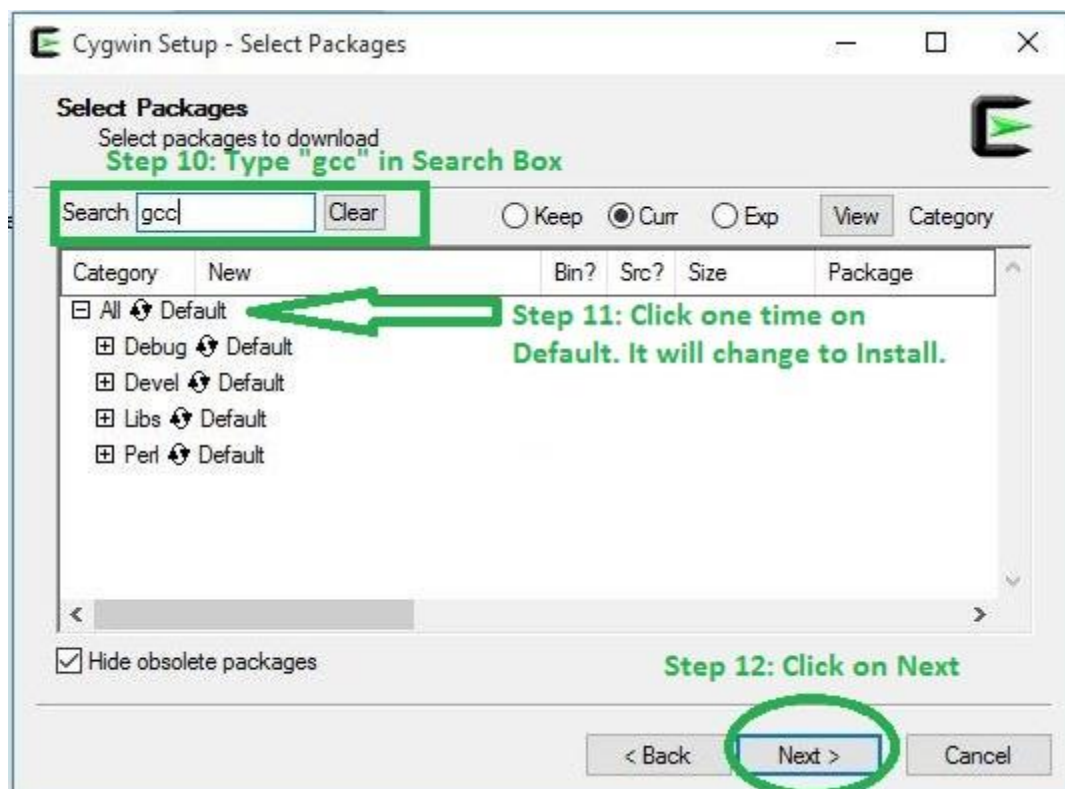 Cygwin Setup - Select Packages
Select Packages
Select packages to download
Step 10: Type "gcc" in Search Box
Search gcc Clear Keep Curr Exp View Category
Category New Bin? Src? Size Package
All Default
Step 11: Click one time on
Default. It will change to Install.
Debug Default
Devel Default
Libs Default
Perl Default
Hide obsolete packages
Step 12: Click on Next
< Back Next > Cancel